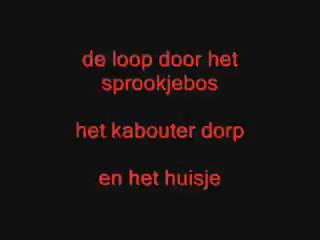 de loop door het
sprookjebos
het kabouter dorp
en het huisje